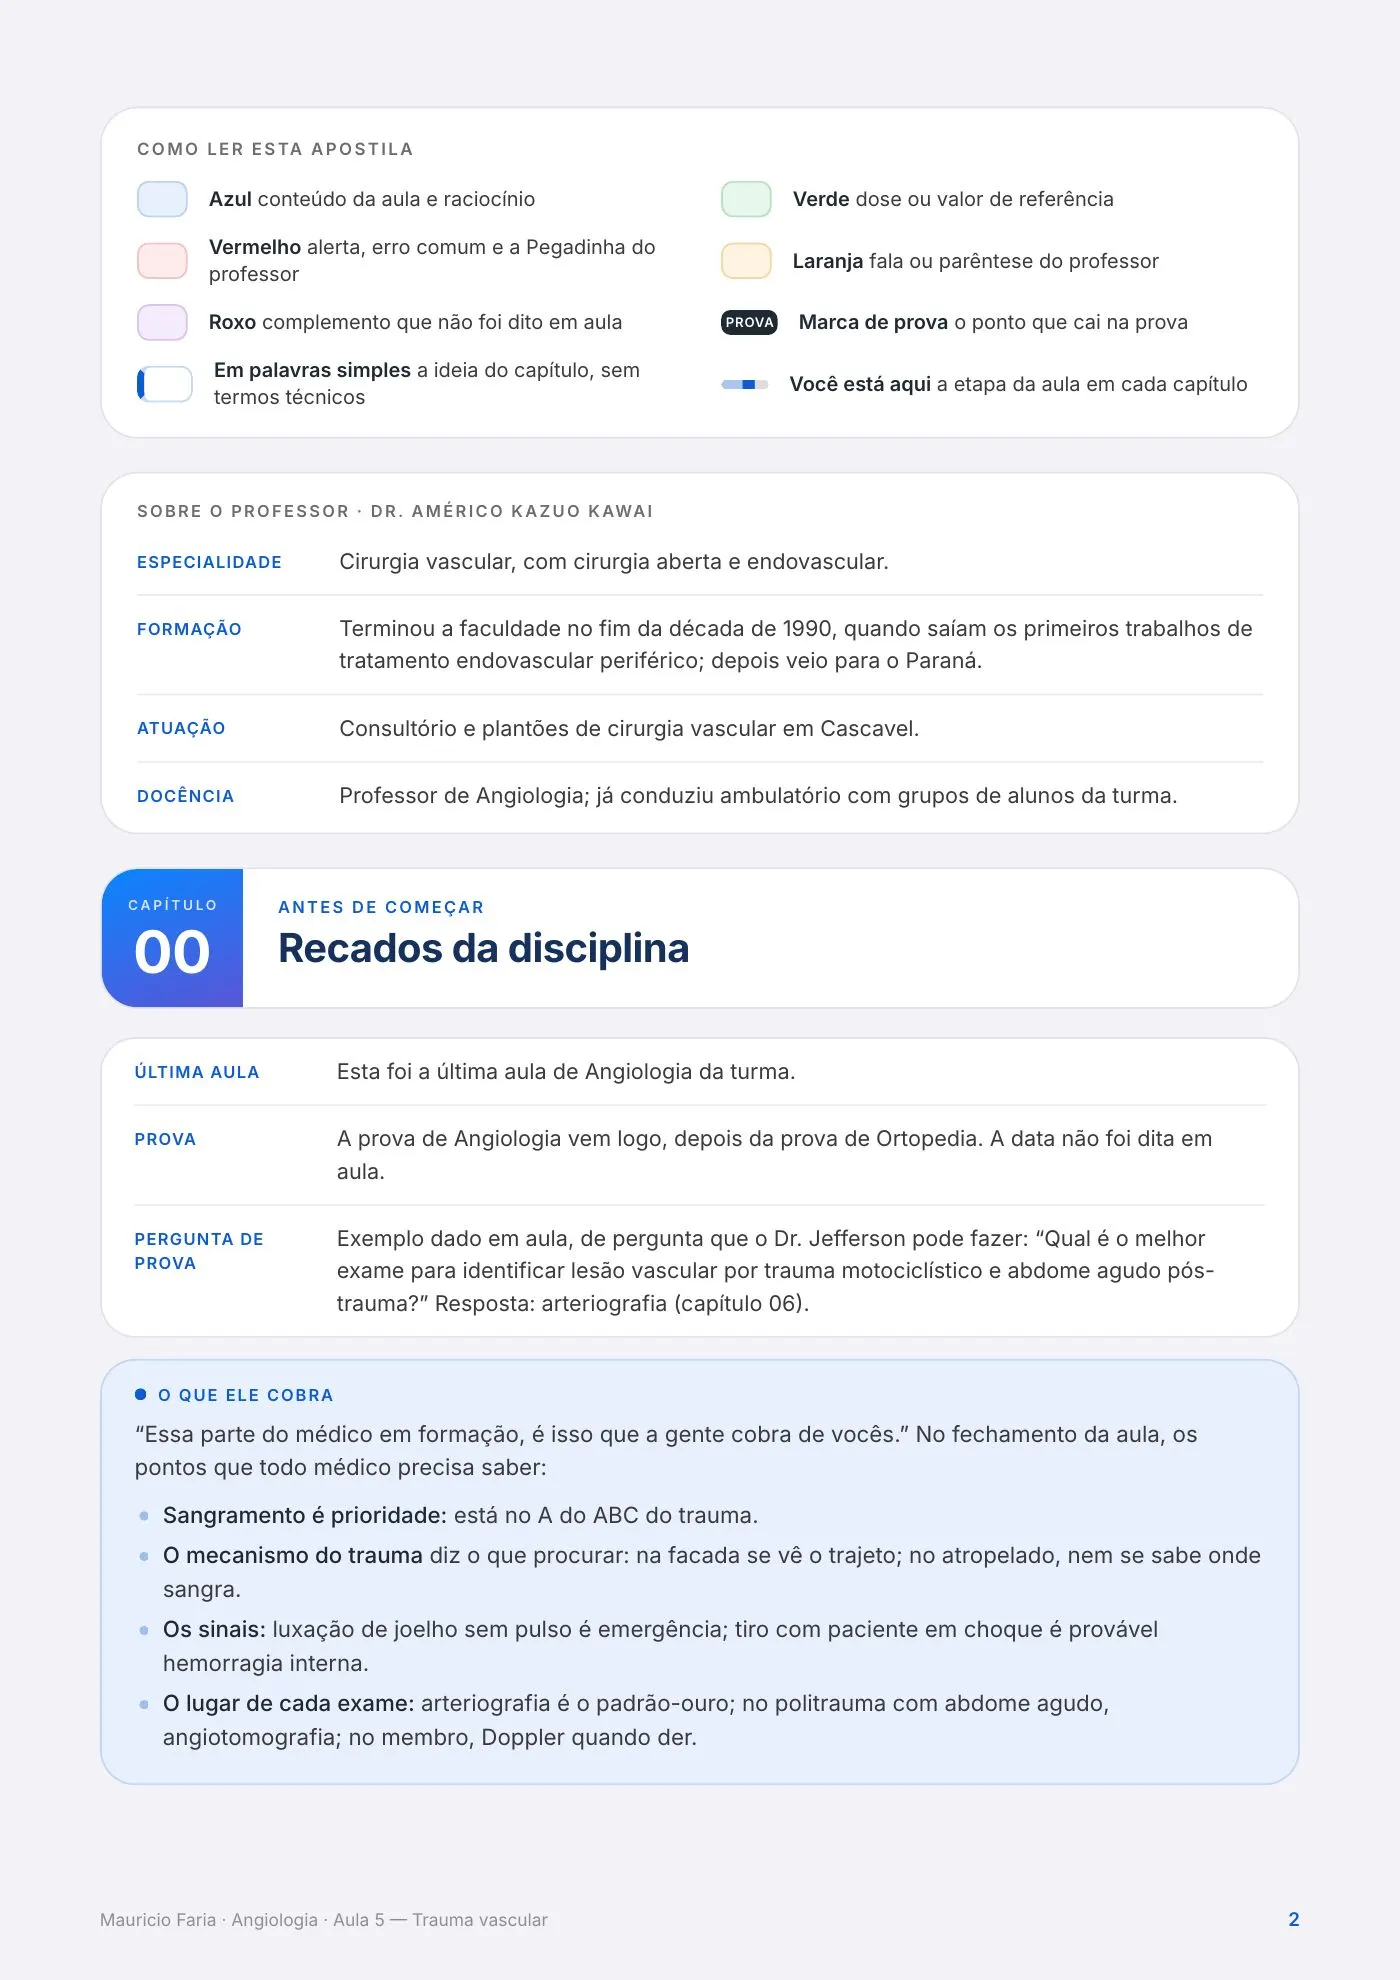 COMO LER ESTA APOSTILA
Azul conteúdo da aula e raciocínio
Verde dose ou valor de referência
Vermelho alerta, erro comum e a Pegadinha do
professor
Laranja fala ou parêntese do professor
Roxo complemento que não foi dito em aula
PROVA Marca de prova o ponto que cai na prova
Em palavras simples a ideia do capítulo, sem
termos técnicos
Você está aqui a etapa da aula em cada capítulo
SOBRE O PROFESSOR · DR. AMÉRICO KAZUO KAWAI
ESPECIALIDADE Cirurgia vascular, com cirurgia aberta e endovascular.
FORMAÇÃO Terminou a faculdade no fim da década de 1990, quando saíam os primeiros trabalhos de
tratamento endovascular periférico; depois veio para o Paraná.
ATUAÇÃO Consultório e plantões de cirurgia vascular em Cascavel.
DOCÊNCIA Professor de Angiologia; já conduziu ambulatório com grupos de alunos da turma.
CAPÍTULO
00
ANTES DE COMEÇAR
Recados da disciplina
ÚLTIMA AULA Esta foi a última aula de Angiologia da turma.
PROVA A prova de Angiologia vem logo, depois da prova de Ortopedia. A data não foi dita em
aula.
PERGUNTA DE
PROVA
Exemplo dado em aula, de pergunta que o Dr. Jefferson pode fazer: “Qual é o melhor
exame para identificar lesão vascular por trauma motociclístico e abdome agudo pós-
trauma?” Resposta: arteriografia (capítulo 06).
O QUE ELE COBRA
“Essa parte do médico em formação, é isso que a gente cobra de vocês.” No fechamento da aula, os
pontos que todo médico precisa saber:
• Sangramento é prioridade: está no A do ABC do trauma.
• O mecanismo do trauma diz o que procurar: na facada se vê o trajeto; no atropelado, nem se sabe onde
sangra.
• Os sinais: luxação de joelho sem pulso é emergência; tiro com paciente em choque é provável
hemorragia interna.
• O lugar de cada exame: arteriografia é o padrão-ouro; no politrauma com abdome agudo,
angiotomografia; no membro, Doppler quando der.
Mauricio Faria · Angiologia · Aula 5 — Trauma vascular
2